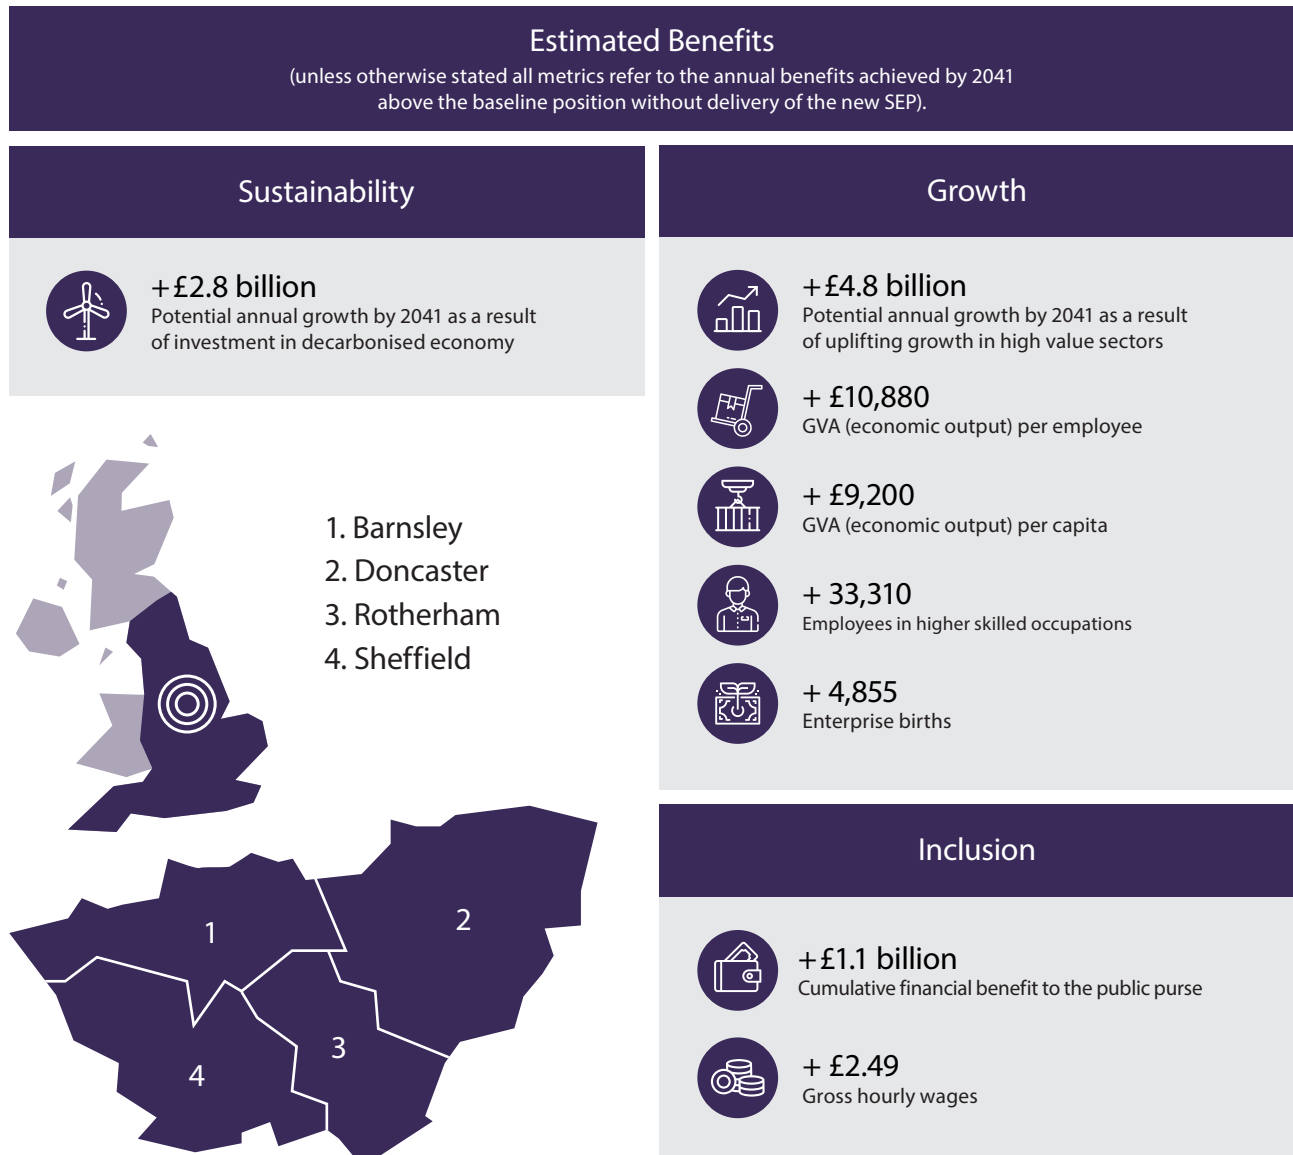 Estimated Benefits
(unless otherwise stated all metrics refer to the annual benefits achieved by 2041
above the baseline position without delivery of the new SEP).
Sustainability
+£2.8 billion
Potential annual growth by 2041 as a result
of investment in decarbonised economy
1. Barnsley
2. Doncaster
3. Rotherham
4. Sheffield
1
2
3
4
Growth
+£4.8 billion
Potential annual growth by 2041 as a result
of uplifting growth in high value sectors
+ £10,880
GVA (economic output) per employee
+ £9,200
GVA (economic output) per capita
+ 33,310
Employees in higher skilled occupations
+ 4,855
Enterprise births
Inclusion
+£1.1 billion
Cumulative financial benefit to the public purse
+ £2.49
Gross hourly wages